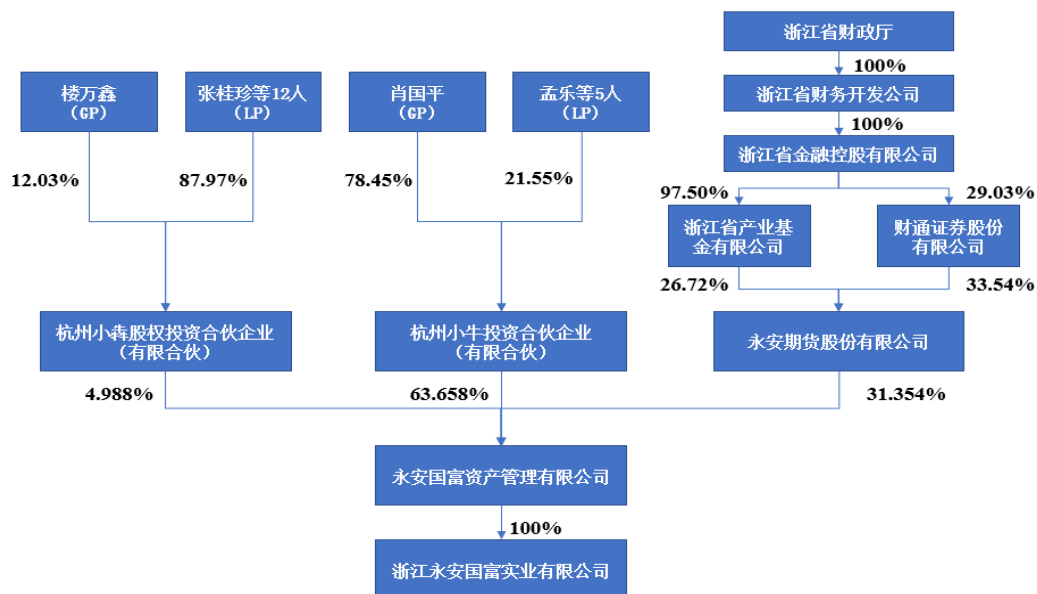 浙江省财政厅
100%
楼万鑫
（GP）
张桂珍等12人
（LP）
肖国平
（GP）
孟乐等5人
（LP）
浙江省财务开发公司
100%
浙江省金融控股有限公司
12.03%
87.97%
78.45%
21.55%
97.50%
29.03%
浙江省产业基
金有限公司
财通证券股份
有限公司
26.72%
33.54%
杭州小犇股权投资合伙企业
（有限合伙）
杭州小牛投资合伙企业
（有限合伙）
永安期货股份有限公司
4.988%
63.658%
31.354%
永安国富资产管理有限公司
100%
浙江永安国富实业有限公司